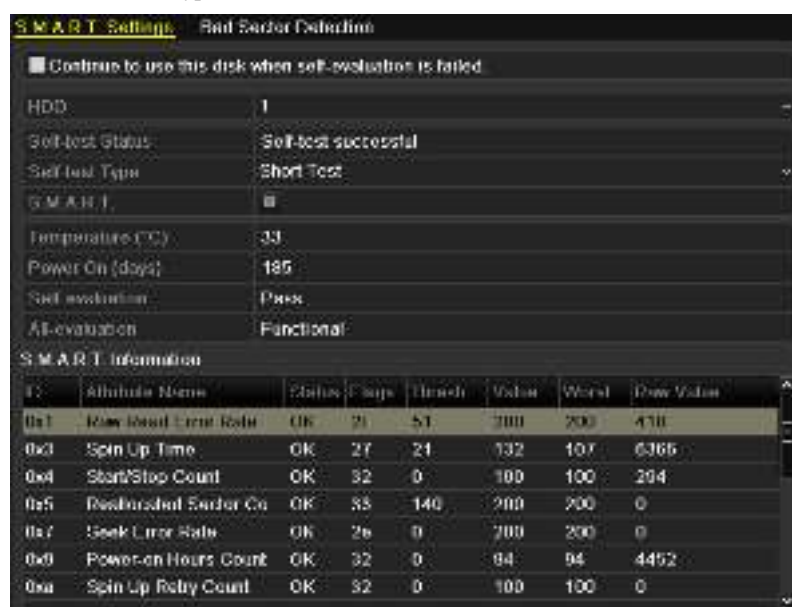 S.M.A.R.T. Settings Bad Sector Detection
Continue to use this disk when self-evaluation is failed.
HDD 1
Self-test Status Self-test successful
Self-test Type Short Test
S.M.A.R.T.
Temperature (°C) 33
Power On (days) 185
Self-evaluation Pass
All-evaluation Functional
S.M.A.R.T. Information
ID Attribute Name Status Flags Thresh Value Worst Raw Value
0x1 Raw Read Error Rate OK 51 200 200
0x3 Spin Up Time OK 27 21 132 107 6366
0x4 Start/Stop Count OK 32 0 100 100 294
0x5 Reallocated Sector Co OK 33 140 200 200 0
0x7 Seek Error Rate OK 2e 0 200 200 0
0x9 Power-on Hours Count OK 32 0 94 94 4452
0xa Spin Up Retry Count OK 32 0 100 100 0